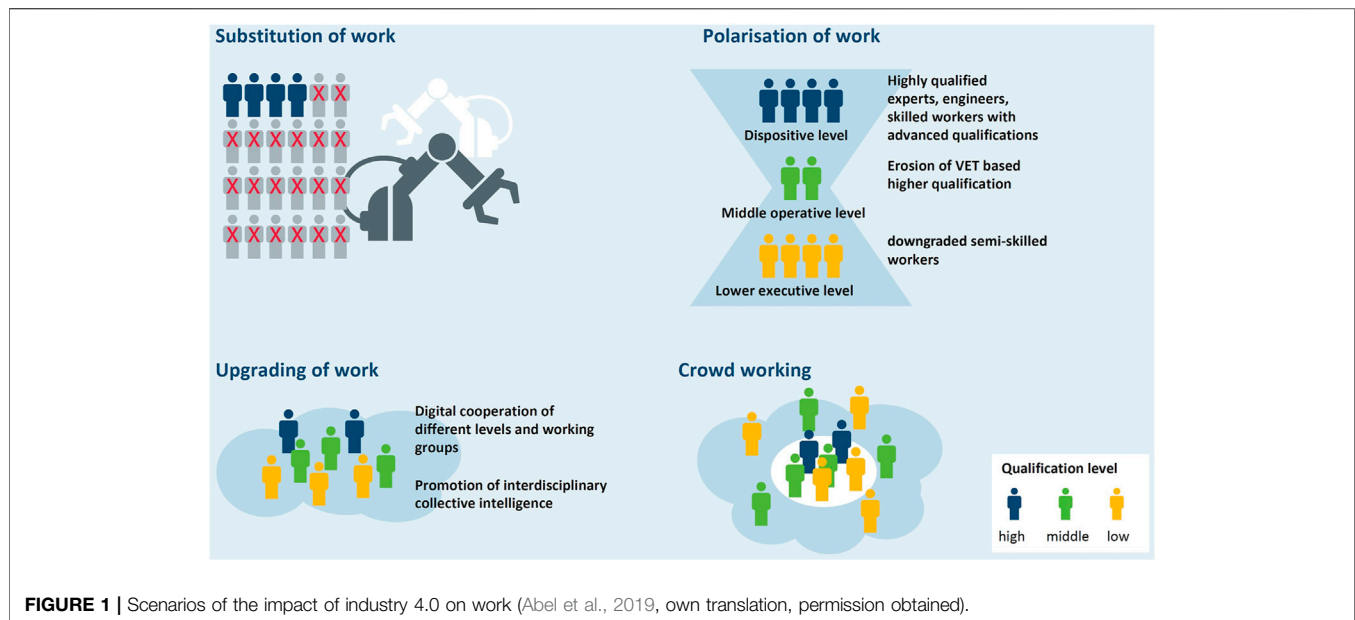 Substitution of work
X X
X X X X X X
X X X X X X
X X X X X X
Polarisation of work
Dispositive level
Highly qualified
experts, engineers,
skilled workers with
advanced qualifications
Middle operative level
Erosion of VET based
higher qualification
Lower executive level
downgraded semi-skilled
workers
Upgrading of work
Digital cooperation of
different levels and working
groups
Promotion of interdisciplinary
collective intelligence
Crowd working
Qualification level
high middle low
FIGURE 1 | Scenarios of the impact of industry 4.0 on work (Abel et al., 2019, own translation, permission obtained).